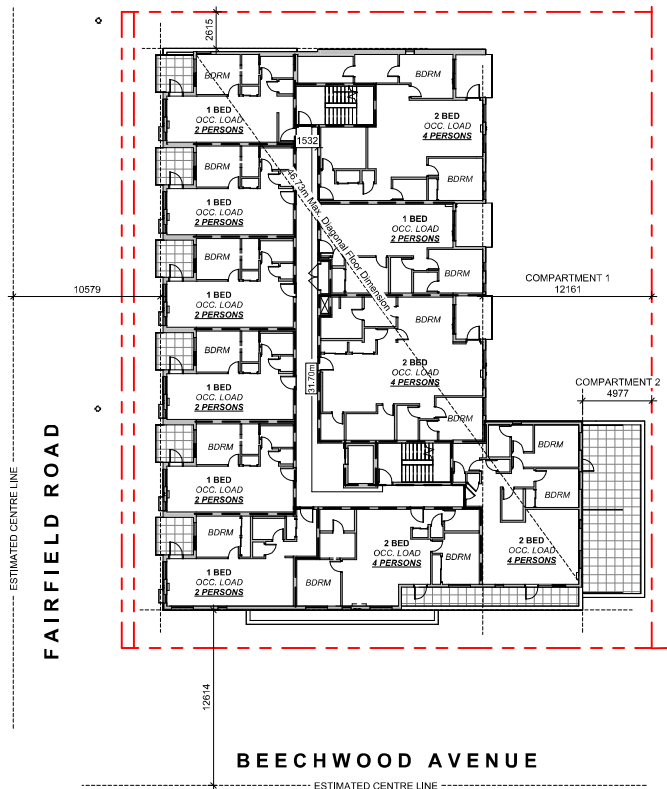 2615
BDRM
1 BED
OCC. LOAD
2 PERSONS
BDRM
2 BED
OCC. LOAD
4 PERSONS
BDRM
1532
46.73m Max. Diagonal Floor Dimension
BDRM
1 BED
OCC. LOAD
2 PERSONS
1 BED
OCC. LOAD
2 PERSONS
BDRM
BDRM
1 BED
OCC. LOAD
2 PERSONS
10579
COMPARTMENT 1
12161
BDRM
2 BED
OCC. LOAD
4 PERSONS
BDRM
31.70m
BDRM
1 BED
OCC. LOAD
2 PERSONS
COMPARTMENT 2
4977
BDRM
1 BED
OCC. LOAD
2 PERSONS
BDRM
BDRM
2 BED
OCC. LOAD
4 PERSONS
BDRM
1 BED
OCC. LOAD
2 PERSONS
2 BED
OCC. LOAD
4 PERSONS
BDRM
BDRM
ESTIMATED CENTRE LINE
FAIRFIELD ROAD
12614
BEECHWOOD AVENUE
ESTIMATED CENTRE LINE